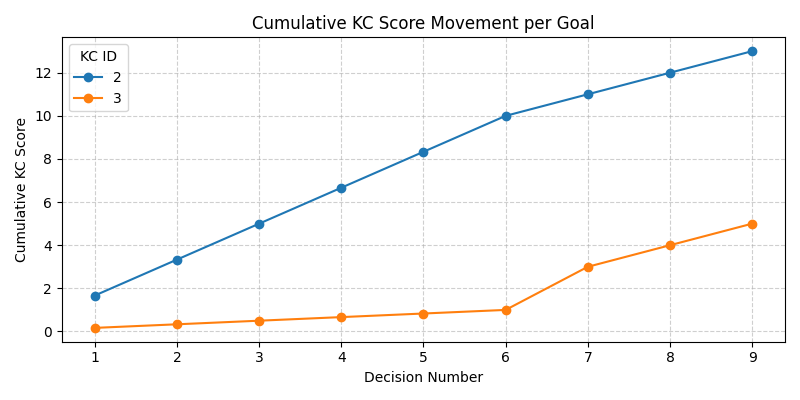 Cumulative KC Score Movement per Goal
KC ID
2
3
Cumulative KC Score
12
10
8
6
4
2
0
1 2 3 4 5 6 7 8 9
Decision Number